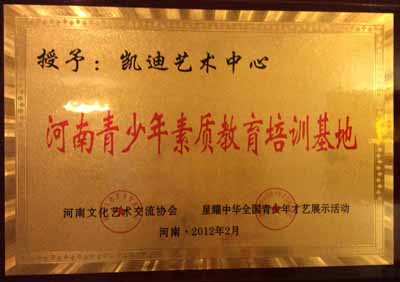 授予：凯迪艺术中心
河南青少年素质教育培训基地
河南文化艺术交流协会 星耀中华全国青少年才艺展示活动
河南·2012年2月